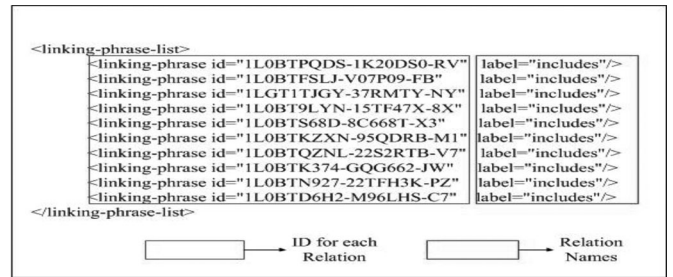 <linking-phrase-list>
<linking-phrase id="1L0BTPQDS-1K20DS0-RV" label="includes"/>
<linking-phrase id="1L0BTFSLJ-V07P09-FB" label="includes"/>
<linking-phrase id="1LGT1TJGY-37RMTY-NY" label="includes"/>
<linking-phrase id="1L0BT9LYN-15TF47X-8X" label="includes"/>
<linking-phrase id="1L0BTS68D-8C668T-X3" label="includes"/>
<linking-phrase id="1L0BTKZXN-95QDRB-M1" label="includes"/>
<linking-phrase id="1L0BTQZNL-22S2RTB-V7" label="includes"/>
<linking-phrase id="1L0BTK374-GQG662-JW" label="includes"/>
<linking-phrase id="1L0BTN927-22TFH3K-PZ" label="includes"/>
<linking-phrase id="1L0BTD6H2-M96LHS-C7" label="includes"/>
</linking-phrase-list>
ID for each Relation
Relation Names